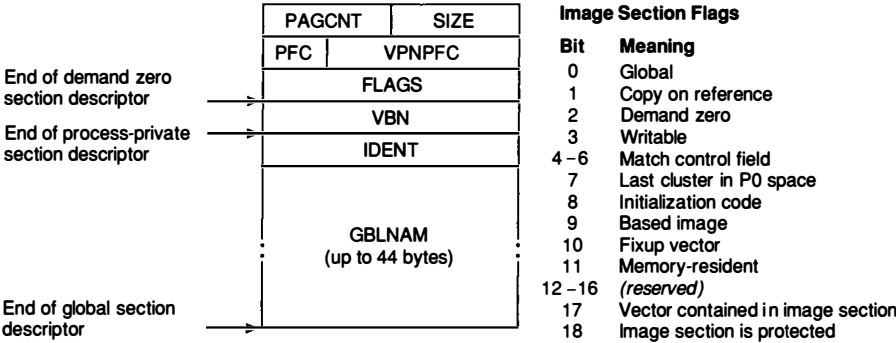 PAGCNT SIZE
PFC VPNPFC
FLAGS
End of demand zero
section descriptor
VBN
End of process-private
section descriptor
IDENT
GBLNAM
(up to 44 bytes)
End of global section
descriptor
Image Section Flags
Bit Meaning
0 Global
1 Copy on reference
2 Demand zero
3 Writable
4–6 Match control field
7 Last cluster in P0 space
8 Initialization code
9 Based image
10 Fixup vector
11 Memory-resident
12–16 (reserved)
17 Vector contained in image section
18 Image section is protected